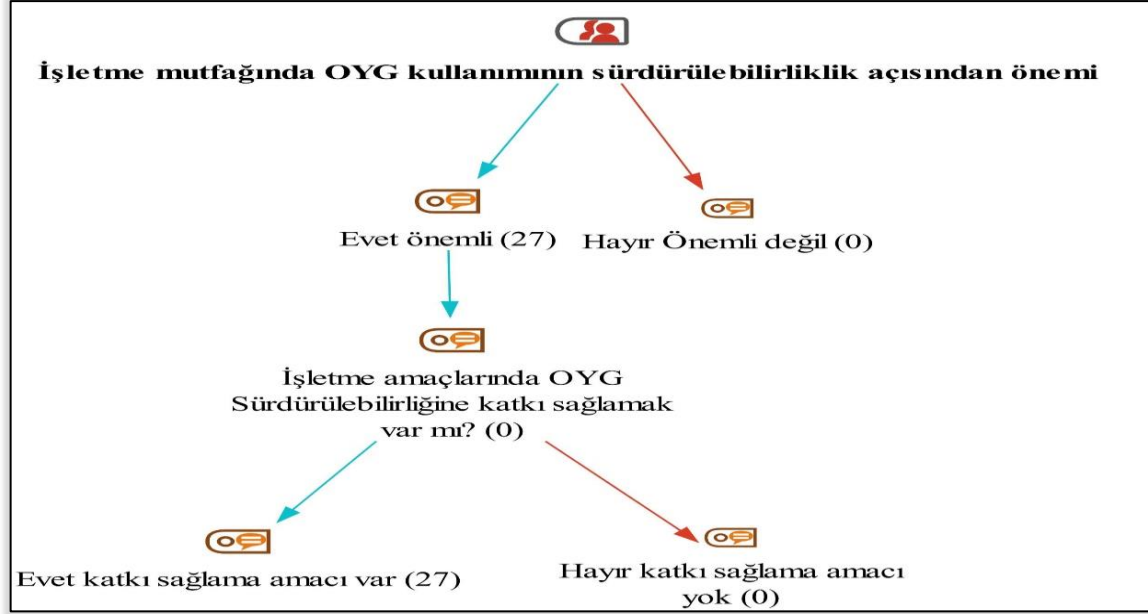 İşletme mutfağında OYG kullanımının sürdürülebilirliklik açısından önemi
Evet önemli (27)
Hayır Önemli değil (0)
İşletme amaçlarında OYG
Sürdürülebilirliğine katkı sağlamak
var mı? (0)
Evet katkı sağlama amacı var (27)
Hayır katkı sağlama amacı
yok (0)